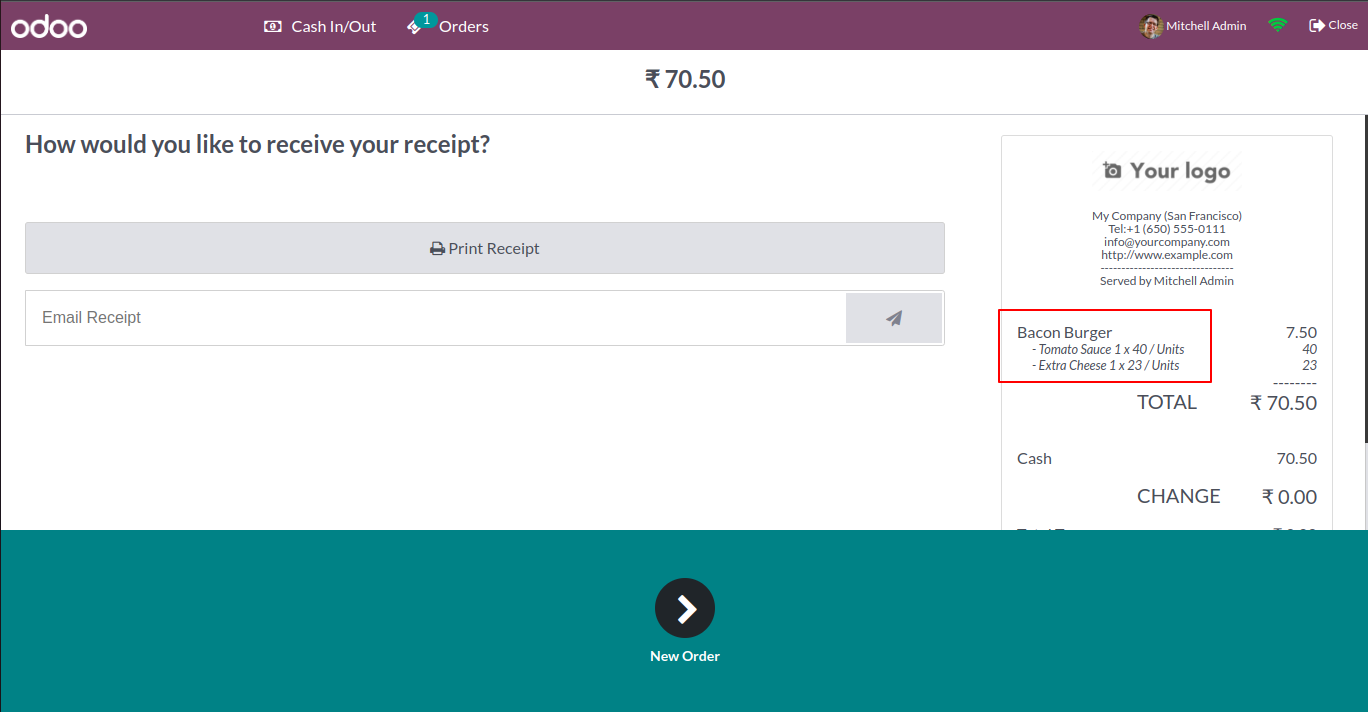 odoo Cash In/Out 1 Orders Mitchell Admin Close
₹ 70.50
How would you like to receive your receipt?
Print Receipt
Email Receipt
Your logo
My Company (San Francisco)
Tel:+1 (650) 555-0111
info@yourcompany.com
http://www.example.com
--------------------------------
Served by Mitchell Admin
Bacon Burger 7.50
- Tomato Sauce 1 x 40 / Units 40
- Extra Cheese 1 x 23 / Units 23
--------
TOTAL ₹ 70.50
Cash 70.50
CHANGE ₹ 0.00
New Order